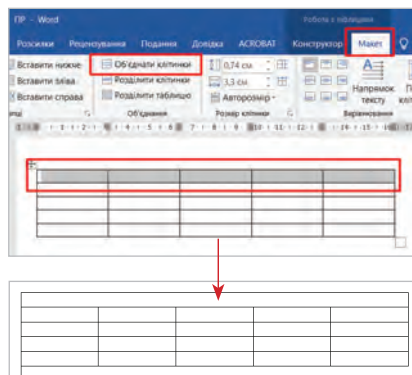 ПР - Word
Робота з таблицями
Розсилки Рецензування Подання Довідка ACROBAT Конструктор Макет
Вставити нижче Об'єднати клітинки 0,74 см
Вставити зліва Розділити клітинки 3,3 см
Вставити справа Розділити таблицю Авторозмір
Напрямок тексту
Об'єднання Розмір клітинки Вирівнювання